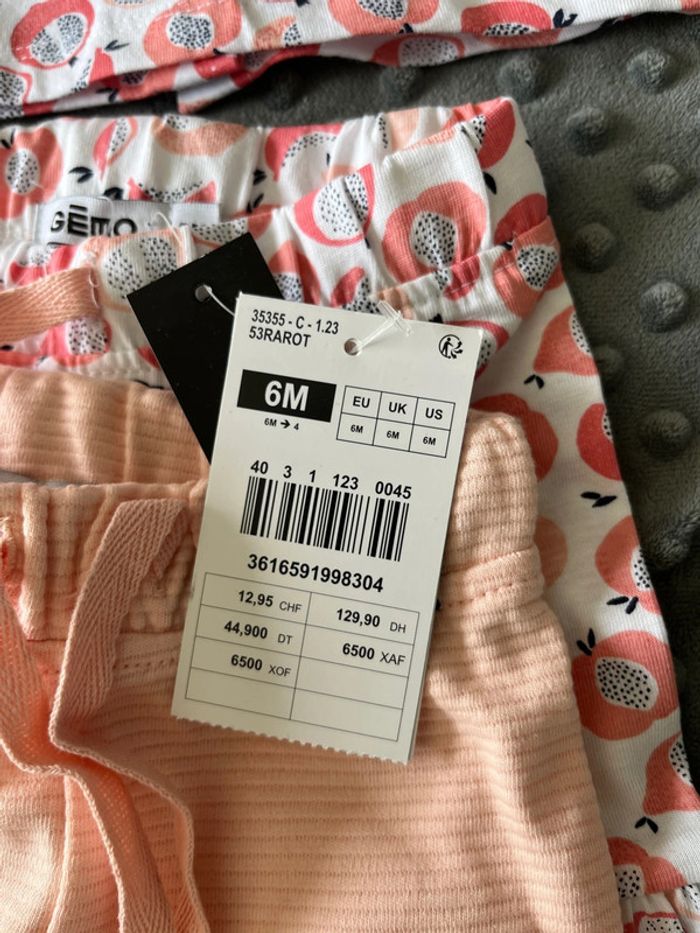 GĒMO
35355 - C - 1.23
53RAROT
6M
6M → 4
EU UK US
6M 6M 6M
40 3 1 123 0045
3616591998304
12,95 CHF 129,90 DH
44,900 DT 6500 XAF
6500 XOF